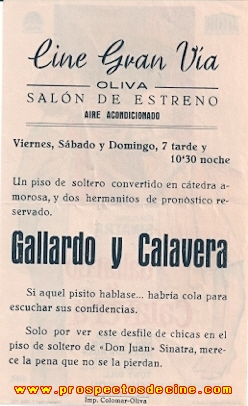 Cine Gran Vía
OLIVA
SALÓN DE ESTRENO
AIRE ACONDICIONADO
Viernes, Sábado y Domingo, 7 tarde y
10'30 noche
Un piso de soltero convertido en cátedra a-
morosa, y dos hermanitos de pronóstico re-
servado.
Gallardo y Calavera
Si aquel pisito hablase... habría cola para
escuchar sus confidencias.
Solo por ver este desfile de chicas en el
piso de soltero de «Don Juan» Sinatra, mere-
ce la pena que no se la pierdan.
www.prospectosdecine.com
Imp. Colomar-Oliva